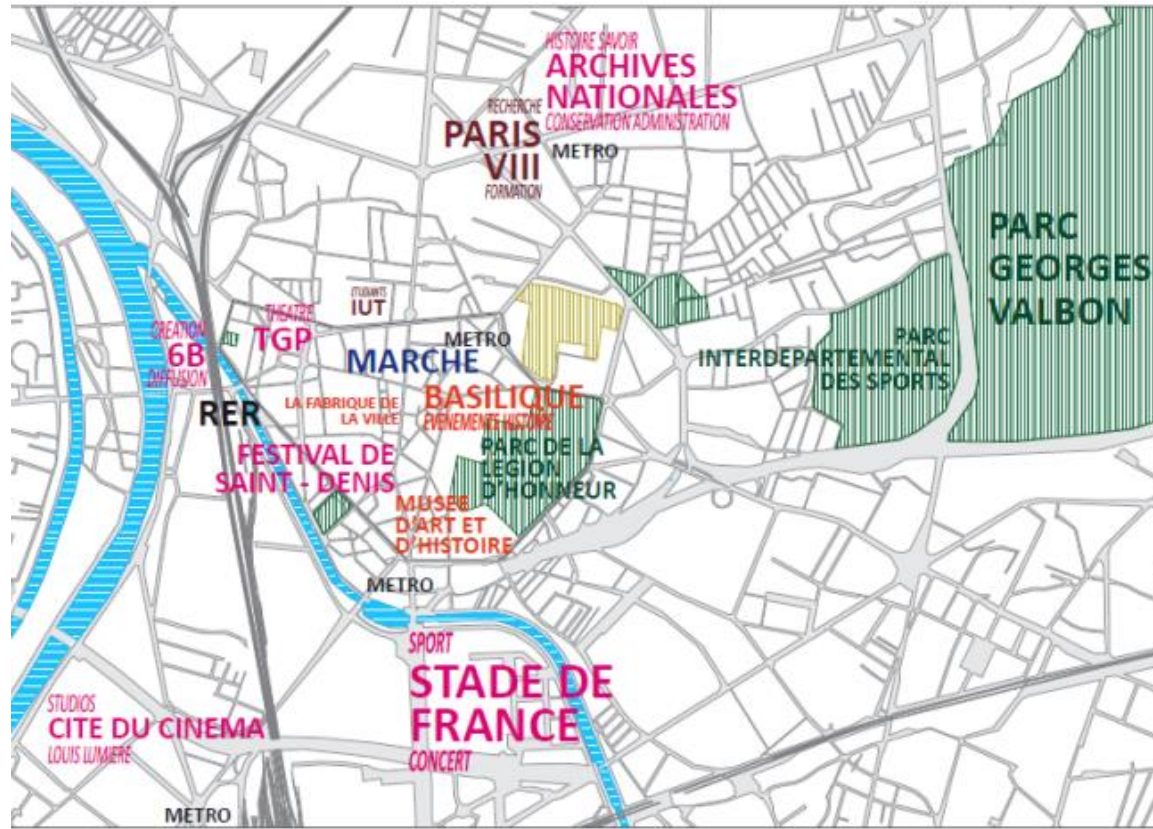 HISTOIRE SAVOIR
ARCHIVES
NATIONALES
CONSERVATION ADMINISTRATION
RECHERCHE
PARIS
VIII
FORMATION
METRO
PARC
GEORGES
VALBON
ETUDIANTS
IUT
THEATRE
TGP
CREATION
6B
DIFFUSION
METRO
MARCHE
PARC
INTERDEPARTEMENTAL
DES SPORTS
RER
LA FABRIQUE DE
LA VILLE
BASILIQUE
EVENEMENTS HISTOIRE
FESTIVAL DE
SAINT - DENIS
PARC DE LA
LEGION
D'HONNEUR
MUSEE
D'ART ET
D'HISTOIRE
METRO
SPORT
STADE DE
FRANCE
CONCERT
STUDIOS
CITE DU CINEMA
LOUIS LUMIERE
METRO